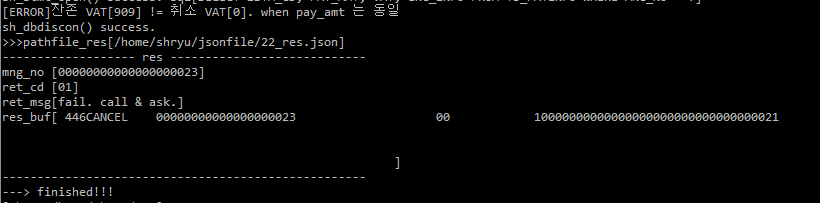 [ERROR]잔존 VAT[909] != 취소 VAT[0]. when pay_amt 는 동일
sh_dbdiscon() success.
>>>pathfile_res[/home/shryu/jsonfile/22_res.json]
-------------------- res -------------------------
mng_no [00000000000000000023]
ret_cd [01]
ret_msg[fail. call & ask.]
res_buf[ 446CANCEL    00000000000000000023                    00            10000000000000000000000000000000021
]
--------------------------------------------------
---> finished!!!